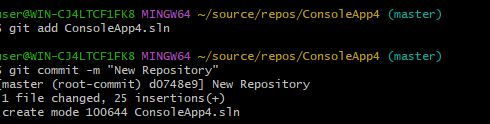 user@WIN-CJ4LTCF1FK8 MINGW64 ~/source/repos/ConsoleApp4 (master)
$ git add ConsoleApp4.sln
user@WIN-CJ4LTCF1FK8 MINGW64 ~/source/repos/ConsoleApp4 (master)
$ git commit -m "New Repository"
[master (root-commit) d0748e9] New Repository
1 file changed, 25 insertions(+)
create mode 100644 ConsoleApp4.sln